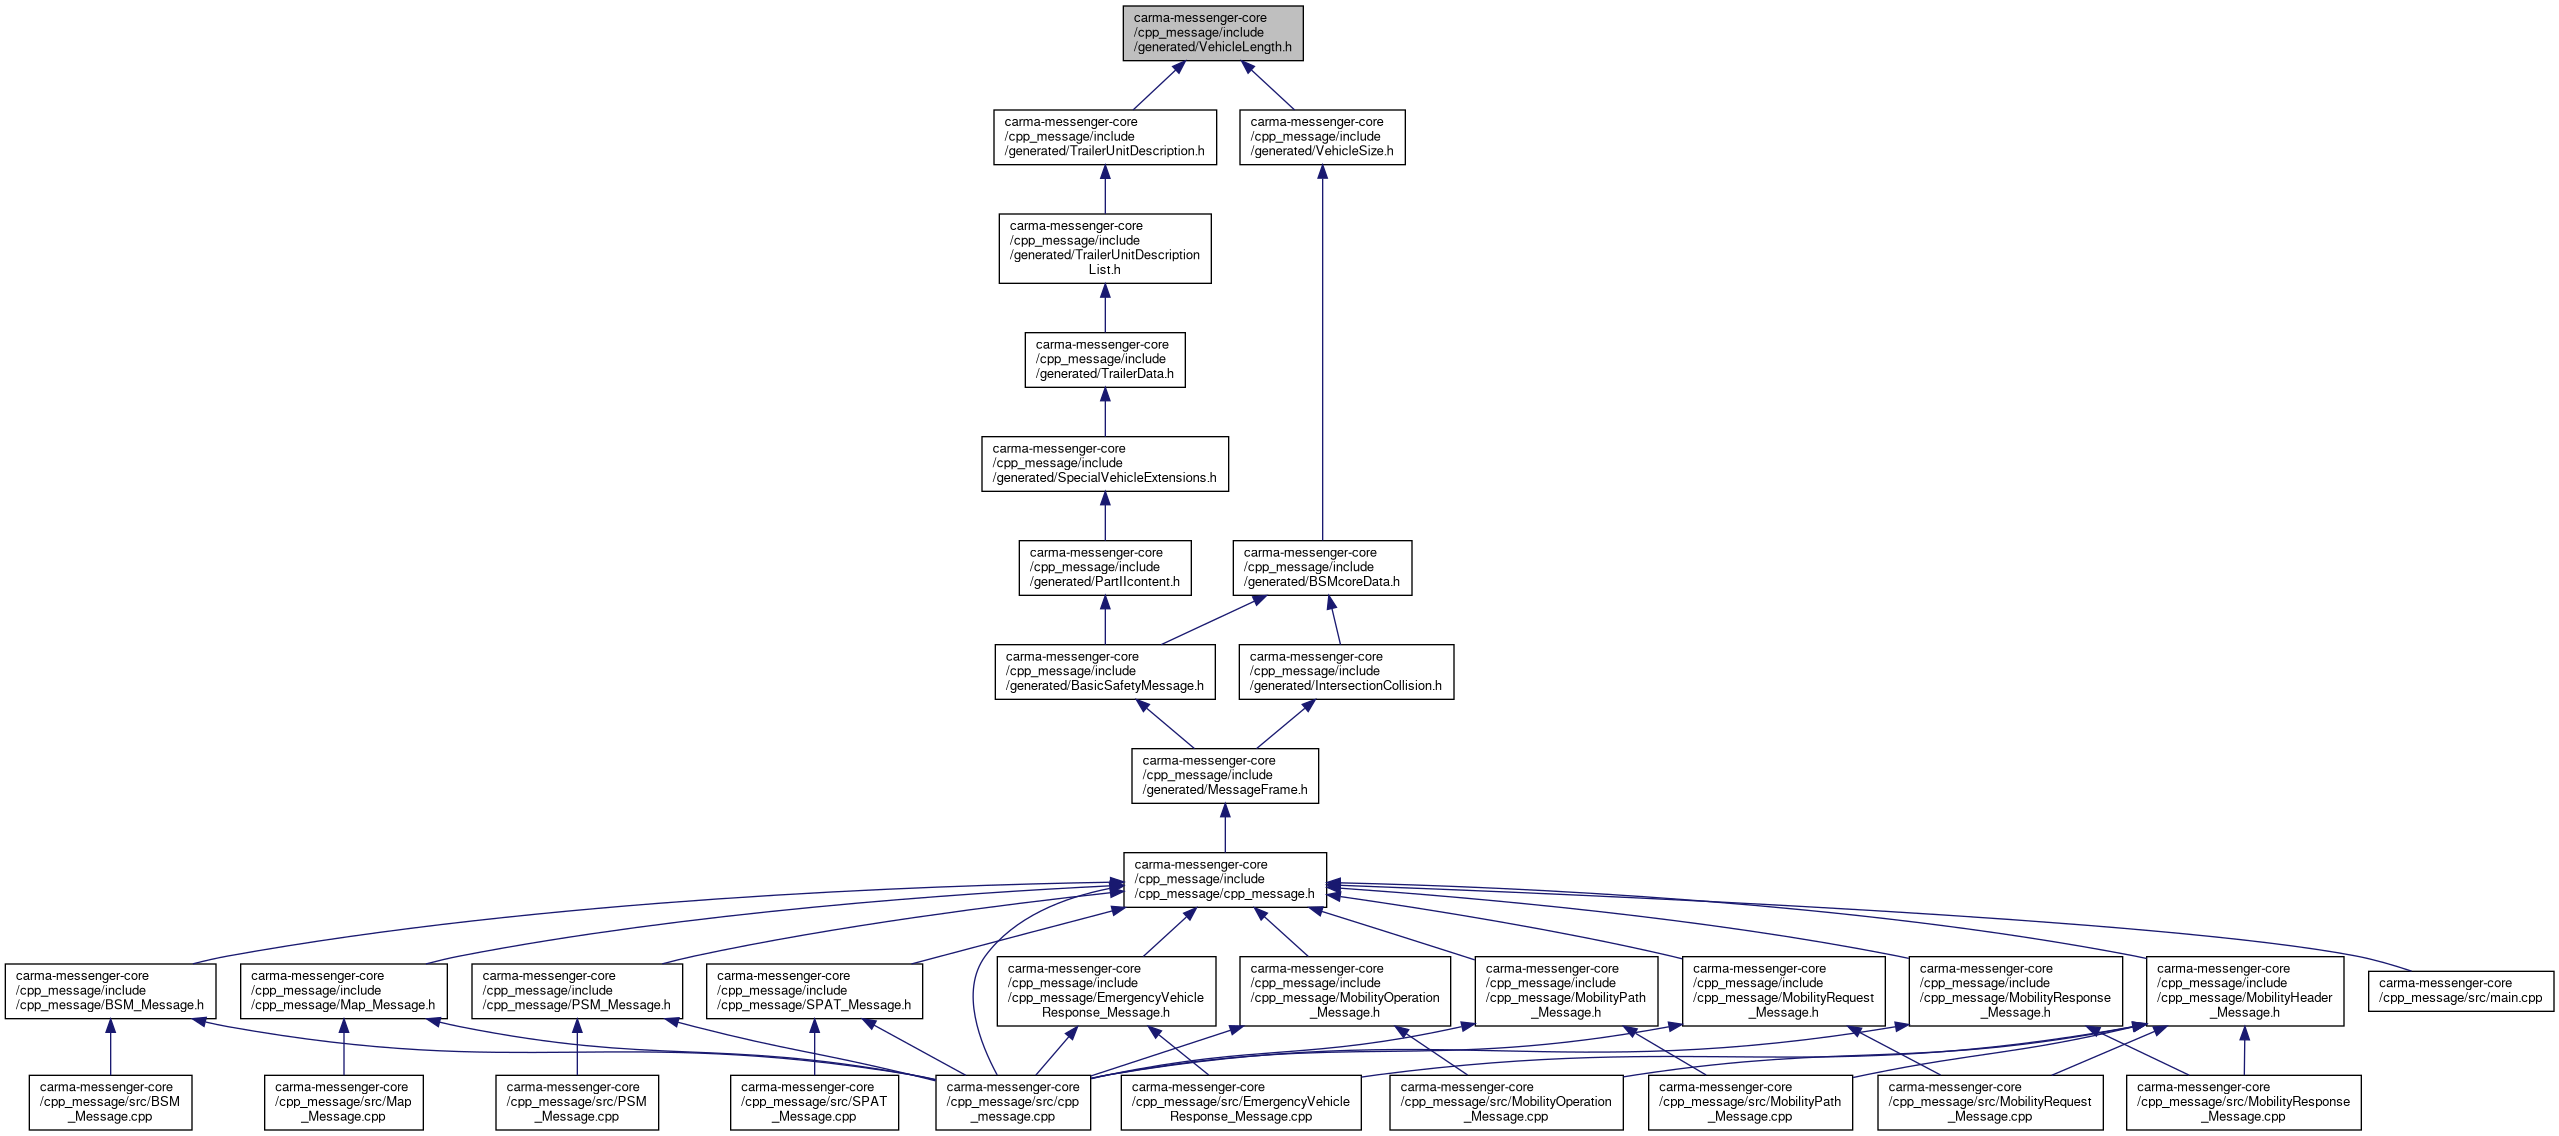 carma-messenger-core
/cpp_message/include
/generated/VehicleLength.h
carma-messenger-core
/cpp_message/include
/generated/TrailerUnitDescription.h
carma-messenger-core
/cpp_message/include
/generated/VehicleSize.h
carma-messenger-core
/cpp_message/include
/generated/TrailerUnitDescription
List.h
carma-messenger-core
/cpp_message/include
/generated/TrailerData.h
carma-messenger-core
/cpp_message/include
/generated/SpecialVehicleExtensions.h
carma-messenger-core
/cpp_message/include
/generated/PartIIcontent.h
carma-messenger-core
/cpp_message/include
/generated/BSMcoreData.h
carma-messenger-core
/cpp_message/include
/generated/BasicSafetyMessage.h
carma-messenger-core
/cpp_message/include
/generated/IntersectionCollision.h
carma-messenger-core
/cpp_message/include
/generated/MessageFrame.h
carma-messenger-core
/cpp_message/include
/cpp_message/cpp_message.h
carma-messenger-core
/cpp_message/include
/cpp_message/BSM_Message.h
carma-messenger-core
/cpp_message/include
/cpp_message/Map_Message.h
carma-messenger-core
/cpp_message/include
/cpp_message/PSM_Message.h
carma-messenger-core
/cpp_message/include
/cpp_message/SPAT_Message.h
carma-messenger-core
/cpp_message/include
/cpp_message/EmergencyVehicle
Response_Message.h
carma-messenger-core
/cpp_message/include
/cpp_message/MobilityOperation
_Message.h
carma-messenger-core
/cpp_message/include
/cpp_message/MobilityPath
_Message.h
carma-messenger-core
/cpp_message/include
/cpp_message/MobilityRequest
_Message.h
carma-messenger-core
/cpp_message/include
/cpp_message/MobilityResponse
_Message.h
carma-messenger-core
/cpp_message/include
/cpp_message/MobilityHeader
_Message.h
carma-messenger-core
/cpp_message/src/main.cpp
carma-messenger-core
/cpp_message/src/BSM
_Message.cpp
carma-messenger-core
/cpp_message/src/Map
_Message.cpp
carma-messenger-core
/cpp_message/src/PSM
_Message.cpp
carma-messenger-core
/cpp_message/src/SPAT
_Message.cpp
carma-messenger-core
/cpp_message/src/cpp
_message.cpp
carma-messenger-core
/cpp_message/src/EmergencyVehicle
Response_Message.cpp
carma-messenger-core
/cpp_message/src/MobilityOperation
_Message.cpp
carma-messenger-core
/cpp_message/src/MobilityPath
_Message.cpp
carma-messenger-core
/cpp_message/src/MobilityRequest
_Message.cpp
carma-messenger-core
/cpp_message/src/MobilityResponse
_Message.cpp